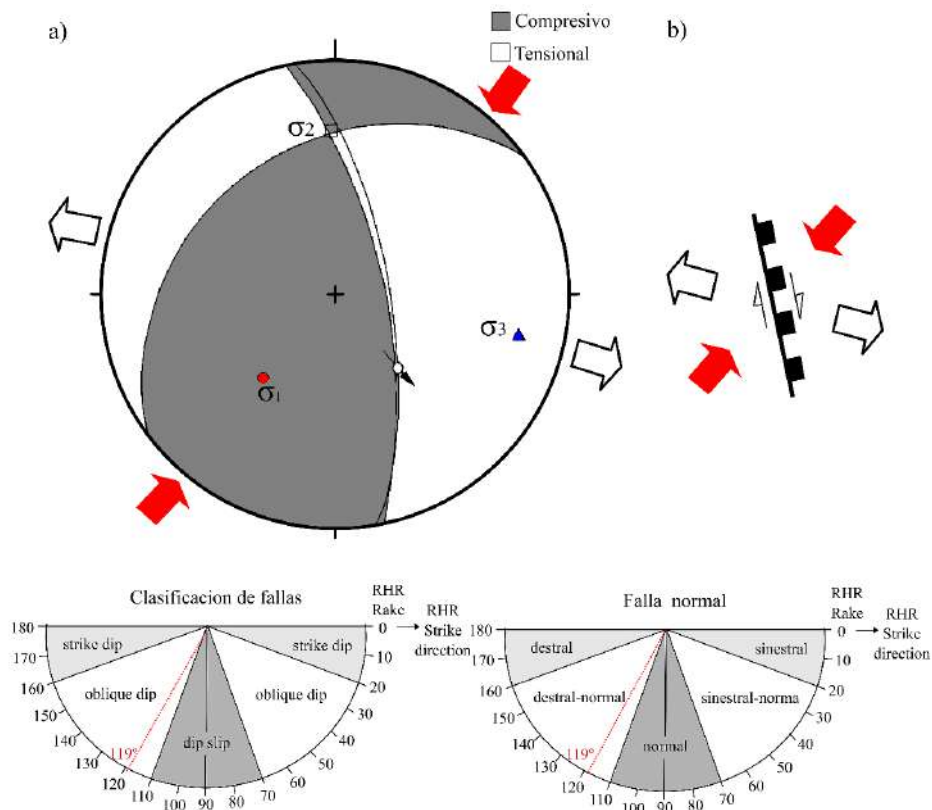 a)
Compresivo
Tensional
b)
σ2
σ3
σ1
Clasificacion de fallas
RHR
Rake
RHR
Strike
direction
180
170
160
150
140
130
120
110
100
90
80
70
60
50
40
30
20
10
0
strike dip
strike dip
oblique dip
oblique dip
dip slip
119°
Falla normal
RHR
Rake
RHR
Strike
direction
180
170
160
150
140
130
120
110
100
90
80
70
60
50
40
30
20
10
0
destral
sinestral
destral-normal
sinestral-norma
normal
119°